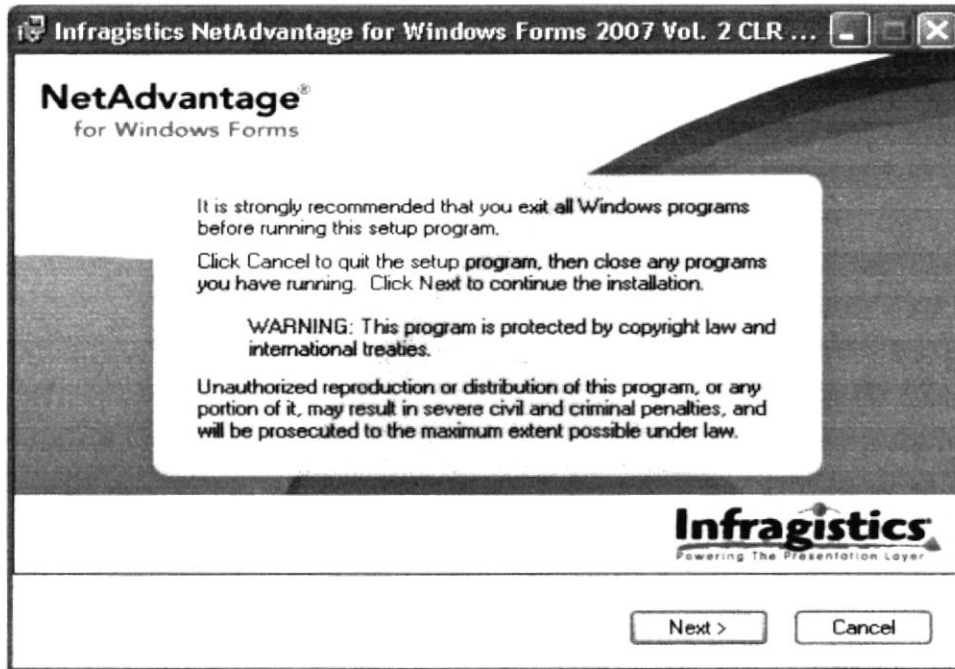 Infragistics NetAdvantage for Windows Forms 2007 Vol. 2 CLR ...
NetAdvantage®
for Windows Forms
It is strongly recommended that you exit all Windows programs
before running this setup program.
Click Cancel to quit the setup program, then close any programs
you have running. Click Next to continue the installation.
WARNING: This program is protected by copyright law and
international treaties.
Unauthorized reproduction or distribution of this program, or any
portion of it, may result in severe civil and criminal penalties, and
will be prosecuted to the maximum extent possible under law.
Infragistics
Powering The Presentation Layer
Next >
Cancel